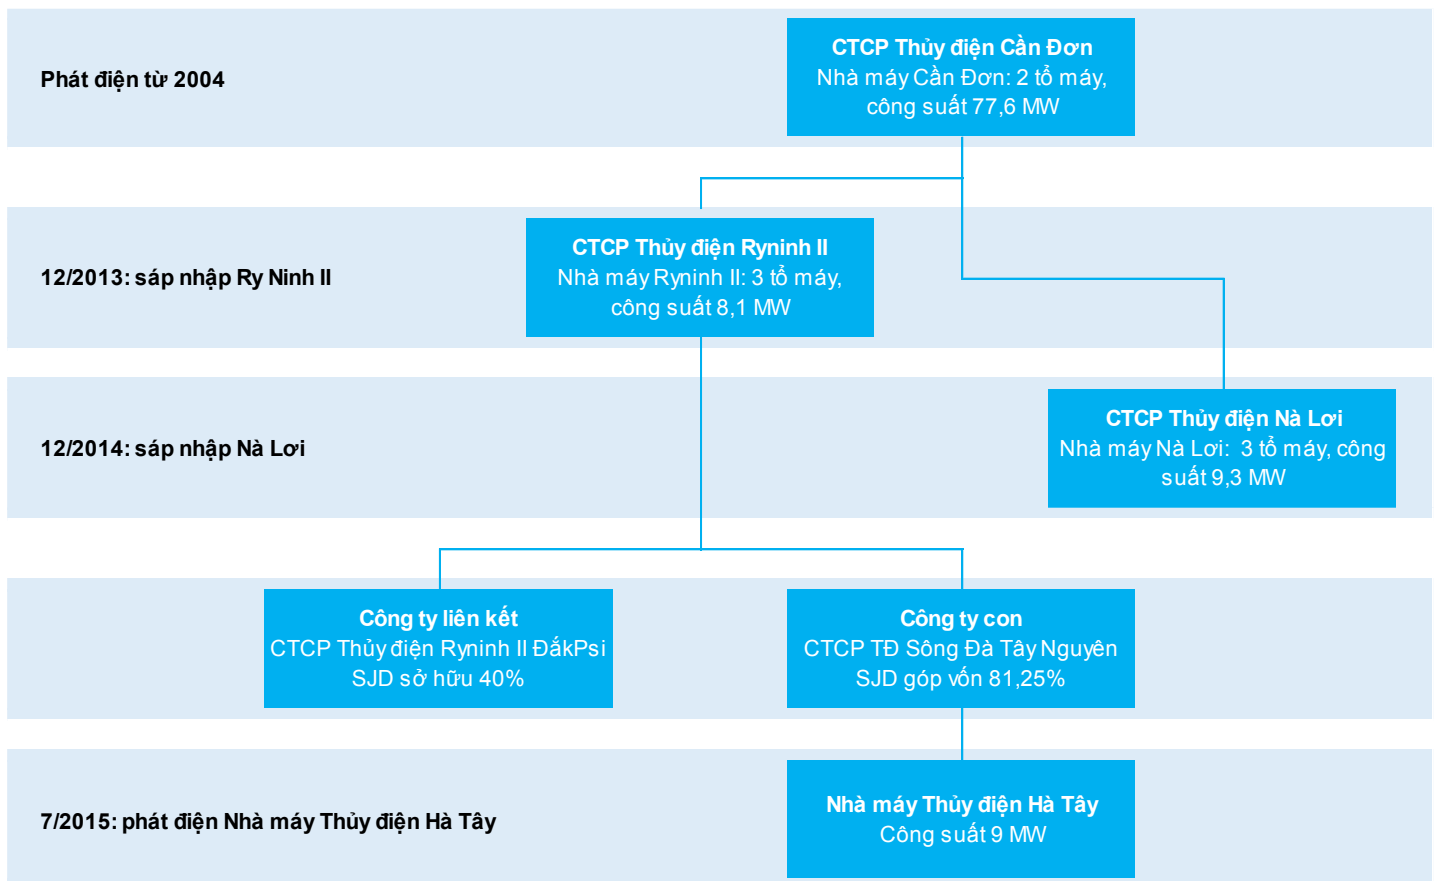 Phát điện từ 2004
CTCP Thủy điện Cần Đơn
Nhà máy Cần Đơn: 2 tổ máy,
công suất 77,6 MW
12/2013: sáp nhập Ry Ninh II
CTCP Thủy điện Ryninh II
Nhà máy Ryninh II: 3 tổ máy,
công suất 8,1 MW
12/2014: sáp nhập Nà Lơi
CTCP Thủy điện Nà Lơi
Nhà máy Nà Lơi: 3 tổ máy, công
suất 9,3 MW
Công ty liên kết
CTCP Thủy điện Ryninh II ĐắkPsi
SJD sở hữu 40%
Công ty con
CTCP TĐ Sông Đà Tây Nguyên
SJD góp vốn 81,25%
7/2015: phát điện Nhà máy Thủy điện Hà Tây
Nhà máy Thủy điện Hà Tây
Công suất 9 MW